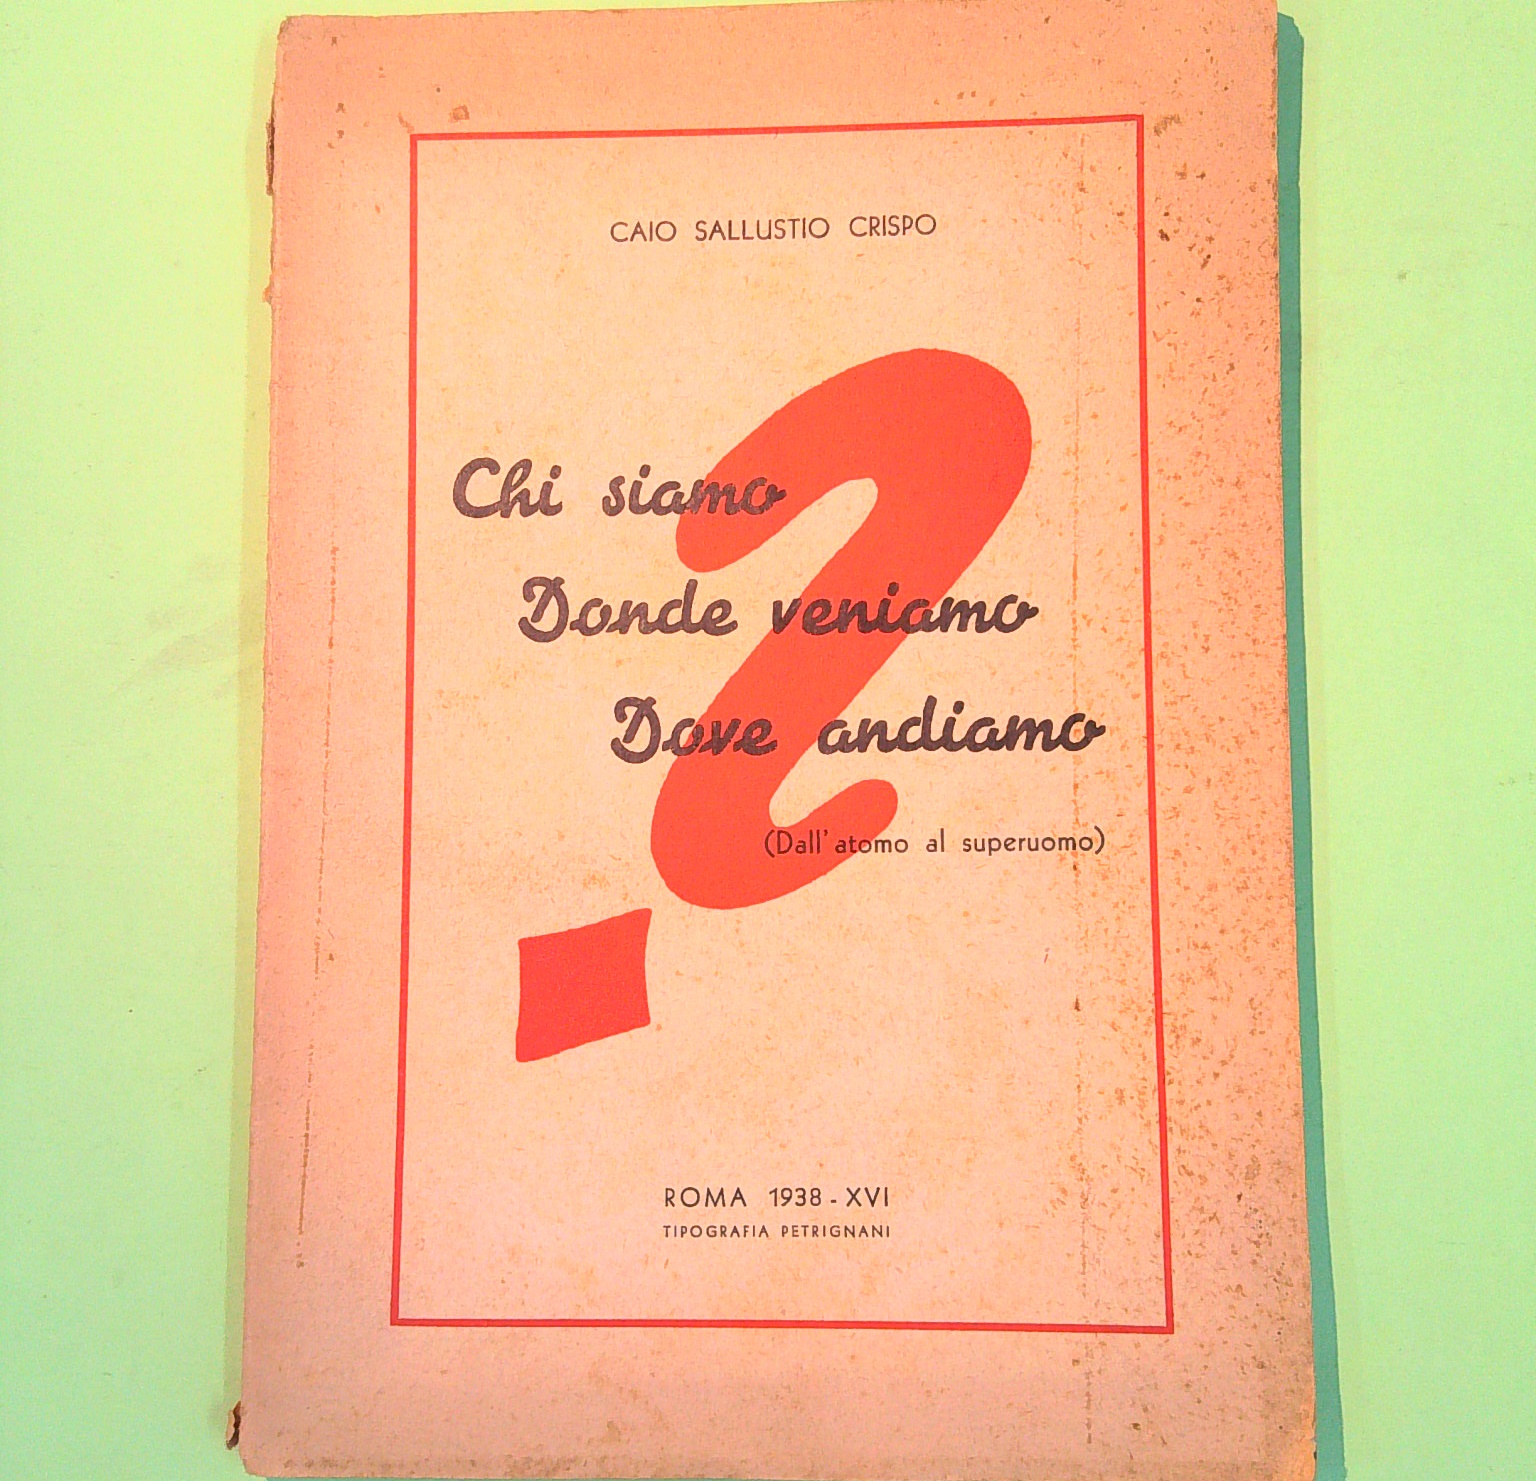 CAIO SALLUSTIO CRISPO
Chi siamo
Donde veniamo
Dove andiamo
?
(Dall' atomo al superuomo)
ROMA 1938 - XVI
TIPOGRAFIA PETRIGNANI